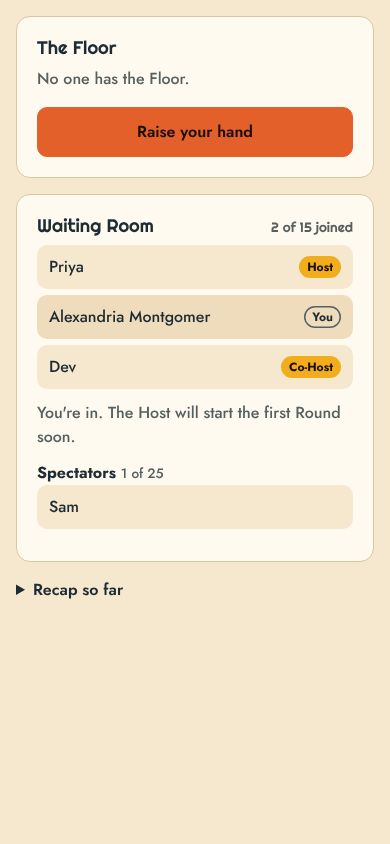 The Floor
No one has the Floor.
Raise your hand
Waiting Room 2 of 15 joined
Priya Host
Alexandria Montgomer You
Dev Co-Host
You're in. The Host will start the first Round
soon.
Spectators 1 of 25
Sam
Recap so far